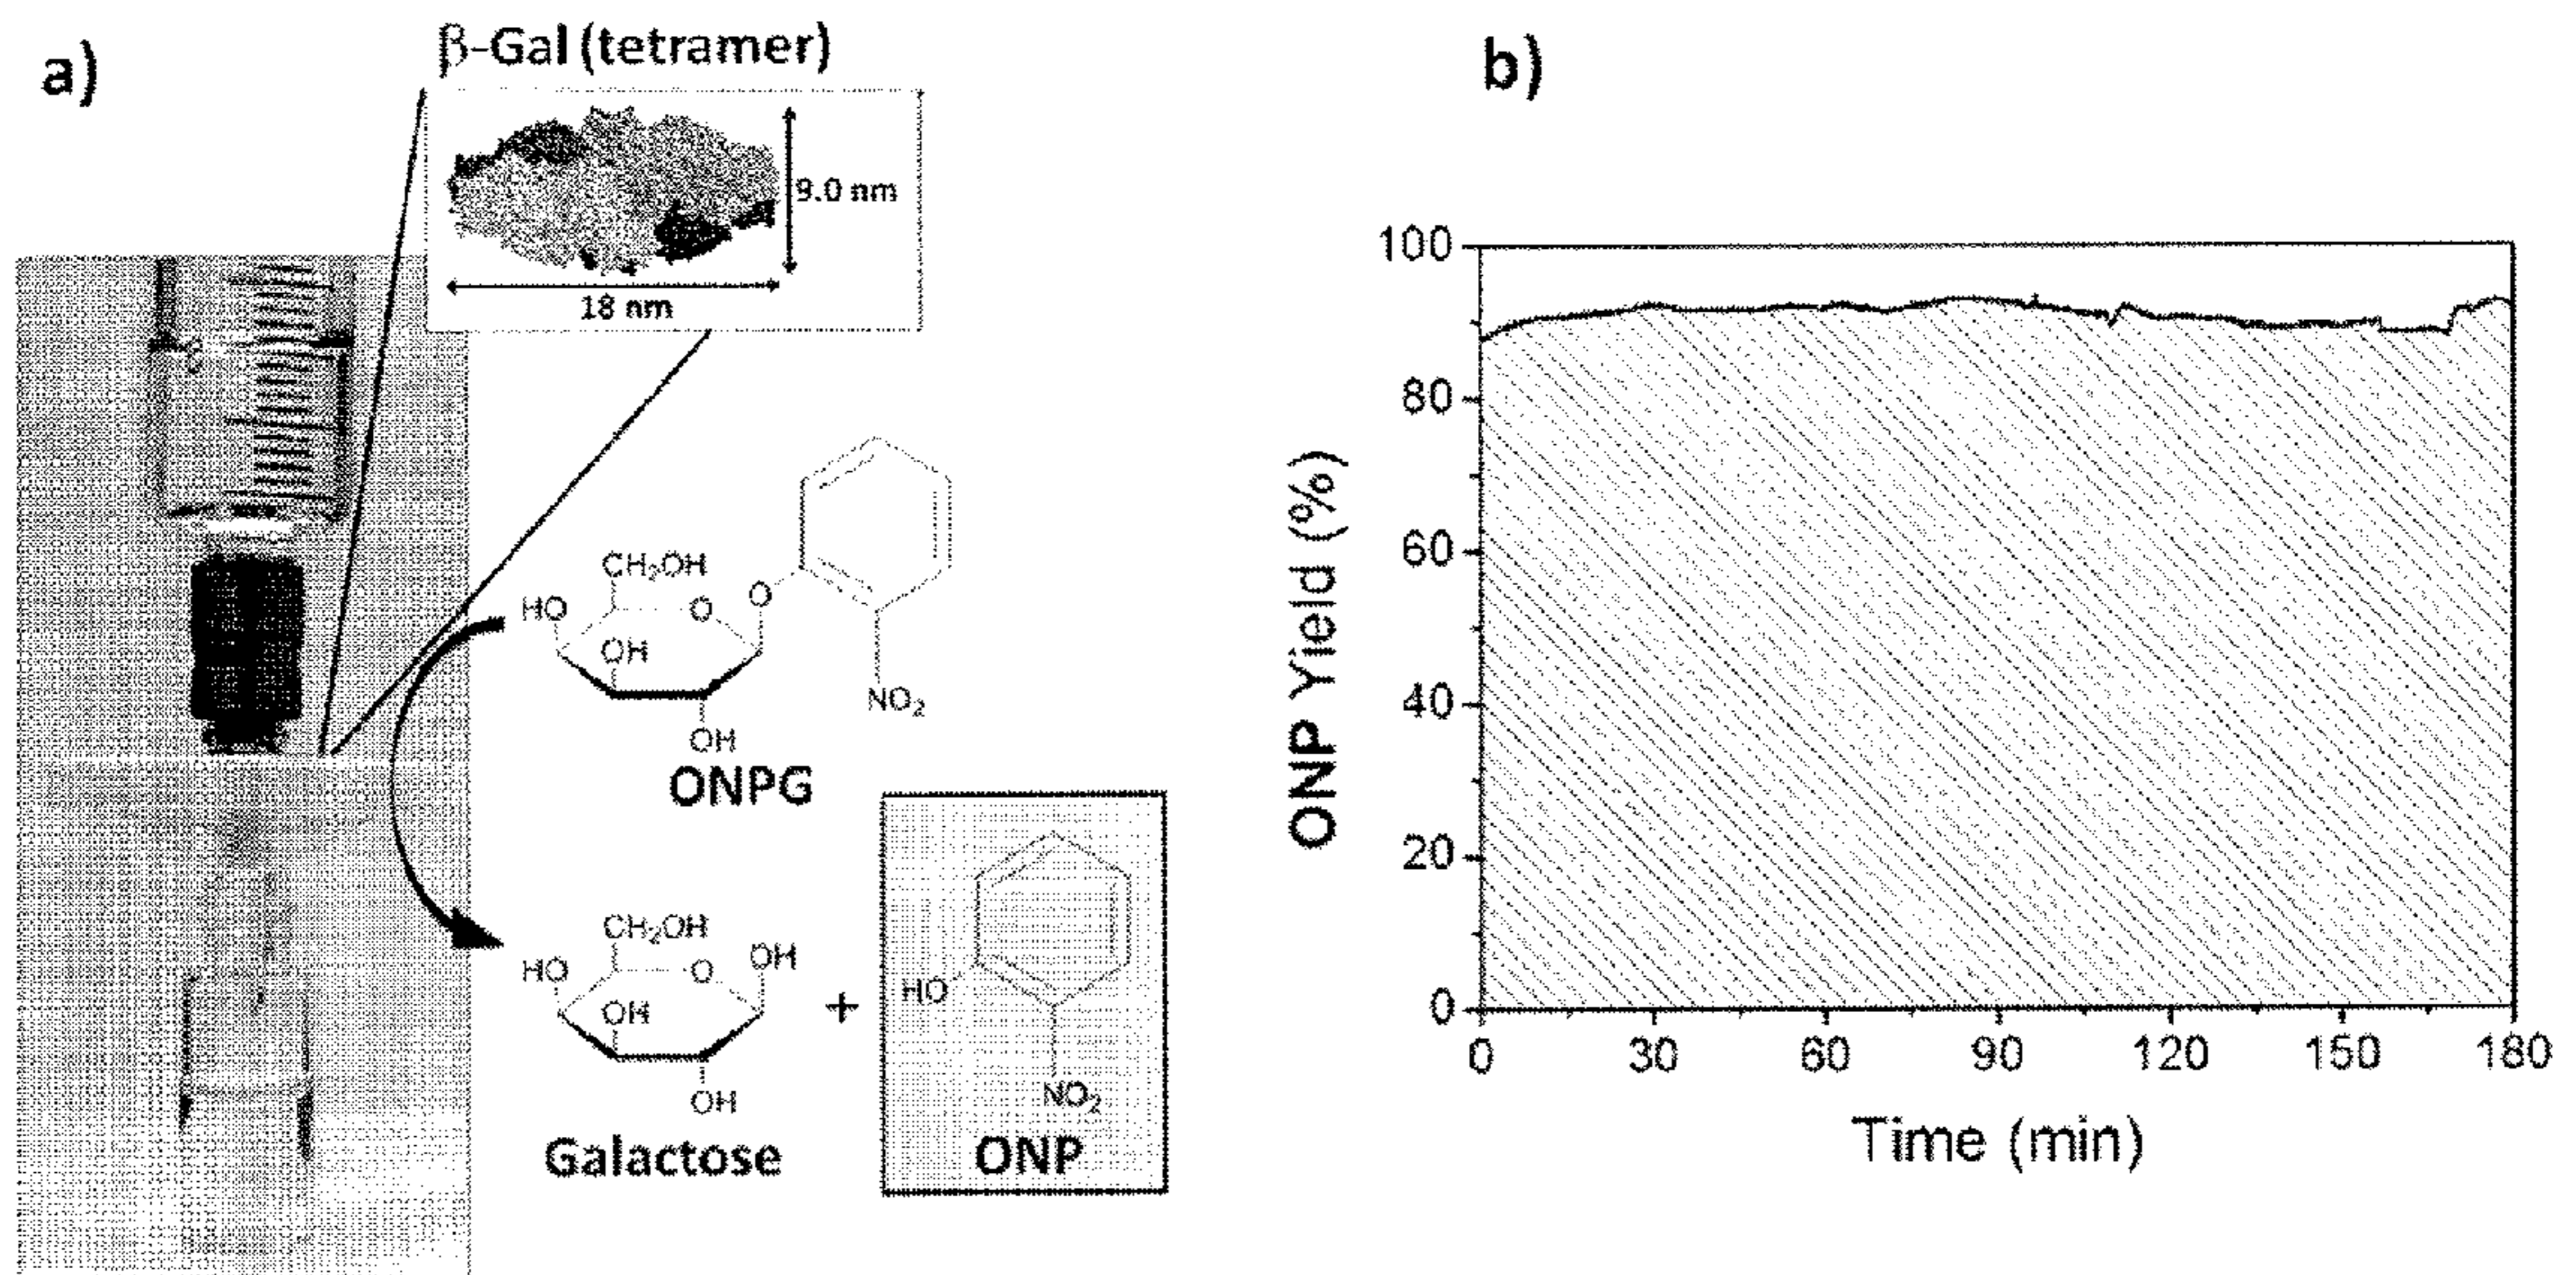 a)
β-Gal (tetramer)
9.0 nm
18 nm
CH₂OH
HO
O
O
OH
NO₂
OH
ONPG
CH₂OH
HO
O
OH
OH
OH
Galactose
+
HO
NO₂
ONP
b)
100
80
60
40
20
0
ONP Yield (%)
0 30 60 90 120 150 180
Time (min)